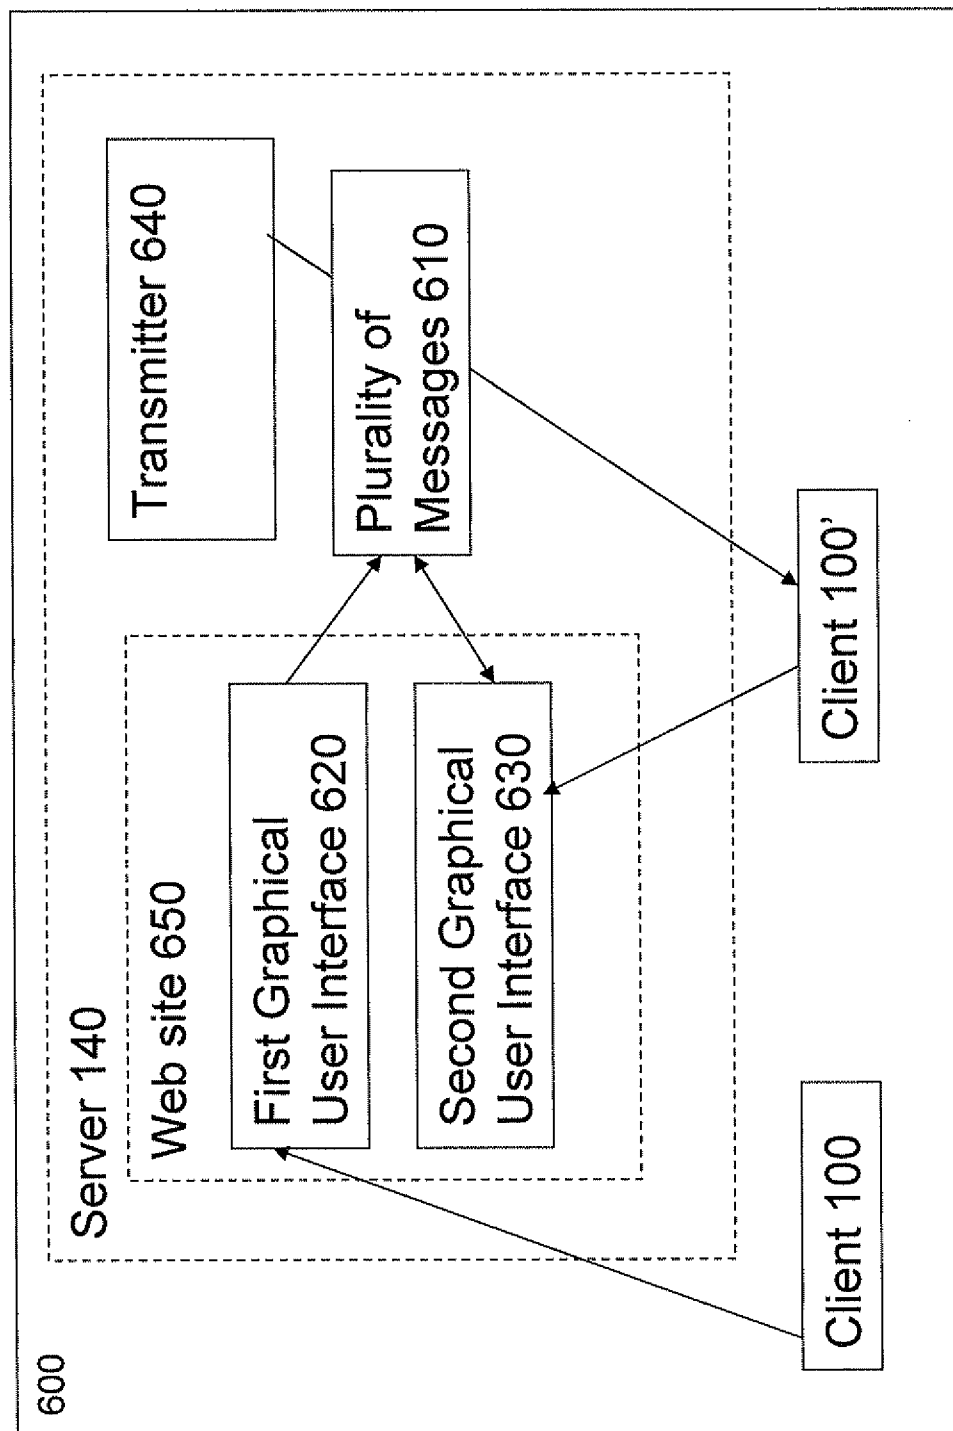 600
Server 140
Web site 650
First Graphical
User Interface 620
Second Graphical
User Interface 630
Transmitter 640
Plurality of
Messages 610
Client 100
Client 100’